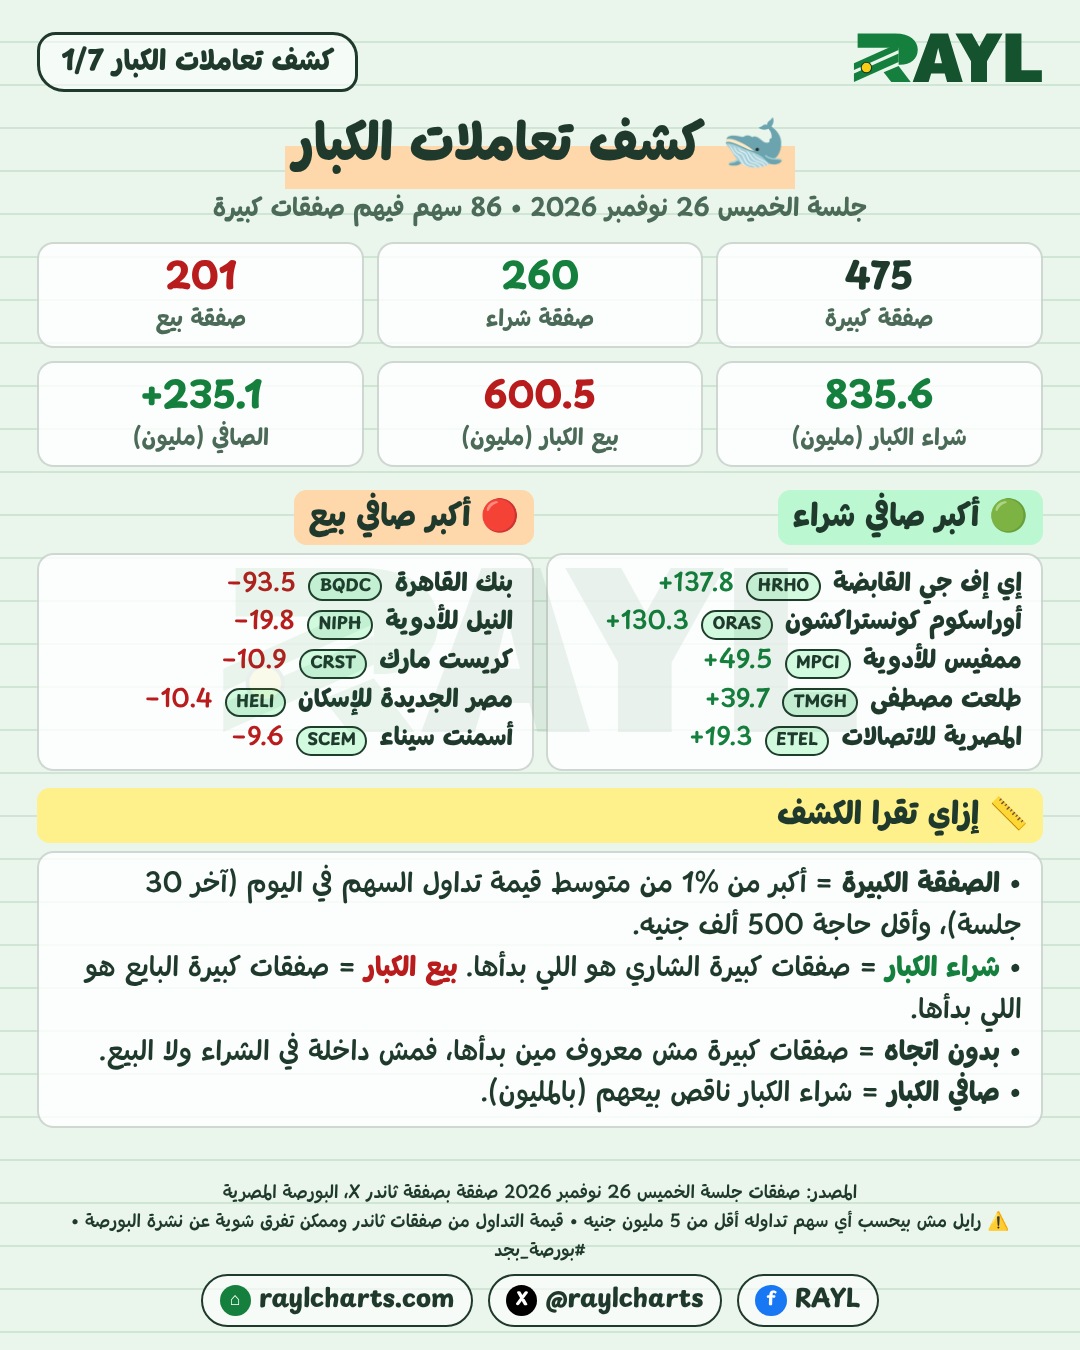 RAYL
كشف تعاملات الكبار 1/7
🐳 كشف تعاملات الكبار
جلسة الخميس 26 نوفمبر 2026 • 86 سهم فيهم صفقات كبيرة
475
صفقة كبيرة
260
صفقة شراء
201
صفقة بيع
835.6
شراء الكبار (مليون)
600.5
بيع الكبار (مليون)
+235.1
الصافي (مليون)
🟢 أكبر صافي شراء
إي إف جي القابضة HRHO +137.8
أوراسكوم كونستراكشون ORAS +130.3
ممفيس للأدوية MPCI +49.5
طلعت مصطفى TMGH +39.7
المصرية للاتصالات ETEL +19.3
🔴 أكبر صافي بيع
بنك القاهرة BQDC −93.5
النيل للأدوية NIPH −19.8
كريست مارك CRST −10.9
مصر الجديدة للإسكان HELI −10.4
أسمنت سيناء SCEM −9.6
📏 إزاي تقرا الكشف
• الصفقة الكبيرة = أكبر من 1% من متوسط قيمة تداول السهم في اليوم (آخر 30
جلسة)، وأقل حاجة 500 ألف جنيه.
• شراء الكبار = صفقات كبيرة الشاري هو اللي بدأها. بيع الكبار = صفقات كبيرة البايع هو
اللي بدأها.
• بدون اتجاه = صفقات كبيرة مش معروف مين بدأها، فمش داخلة في الشراء ولا البيع.
• صافي الكبار = شراء الكبار ناقص بيعهم (بالمليون).
المصدر: صفقات جلسة الخميس 26 نوفمبر 2026 صفقة بصفقة ثاندر X، البورصة المصرية
⚠️ رايل مش بيحسب أي سهم تداوله أقل من 5 مليون جنيه • قيمة التداول من صفقات ثاندر وممكن تفرق شوية عن نشرة البورصة •
#بورصة_بجد
RAYL
@raylcharts
raylcharts.com